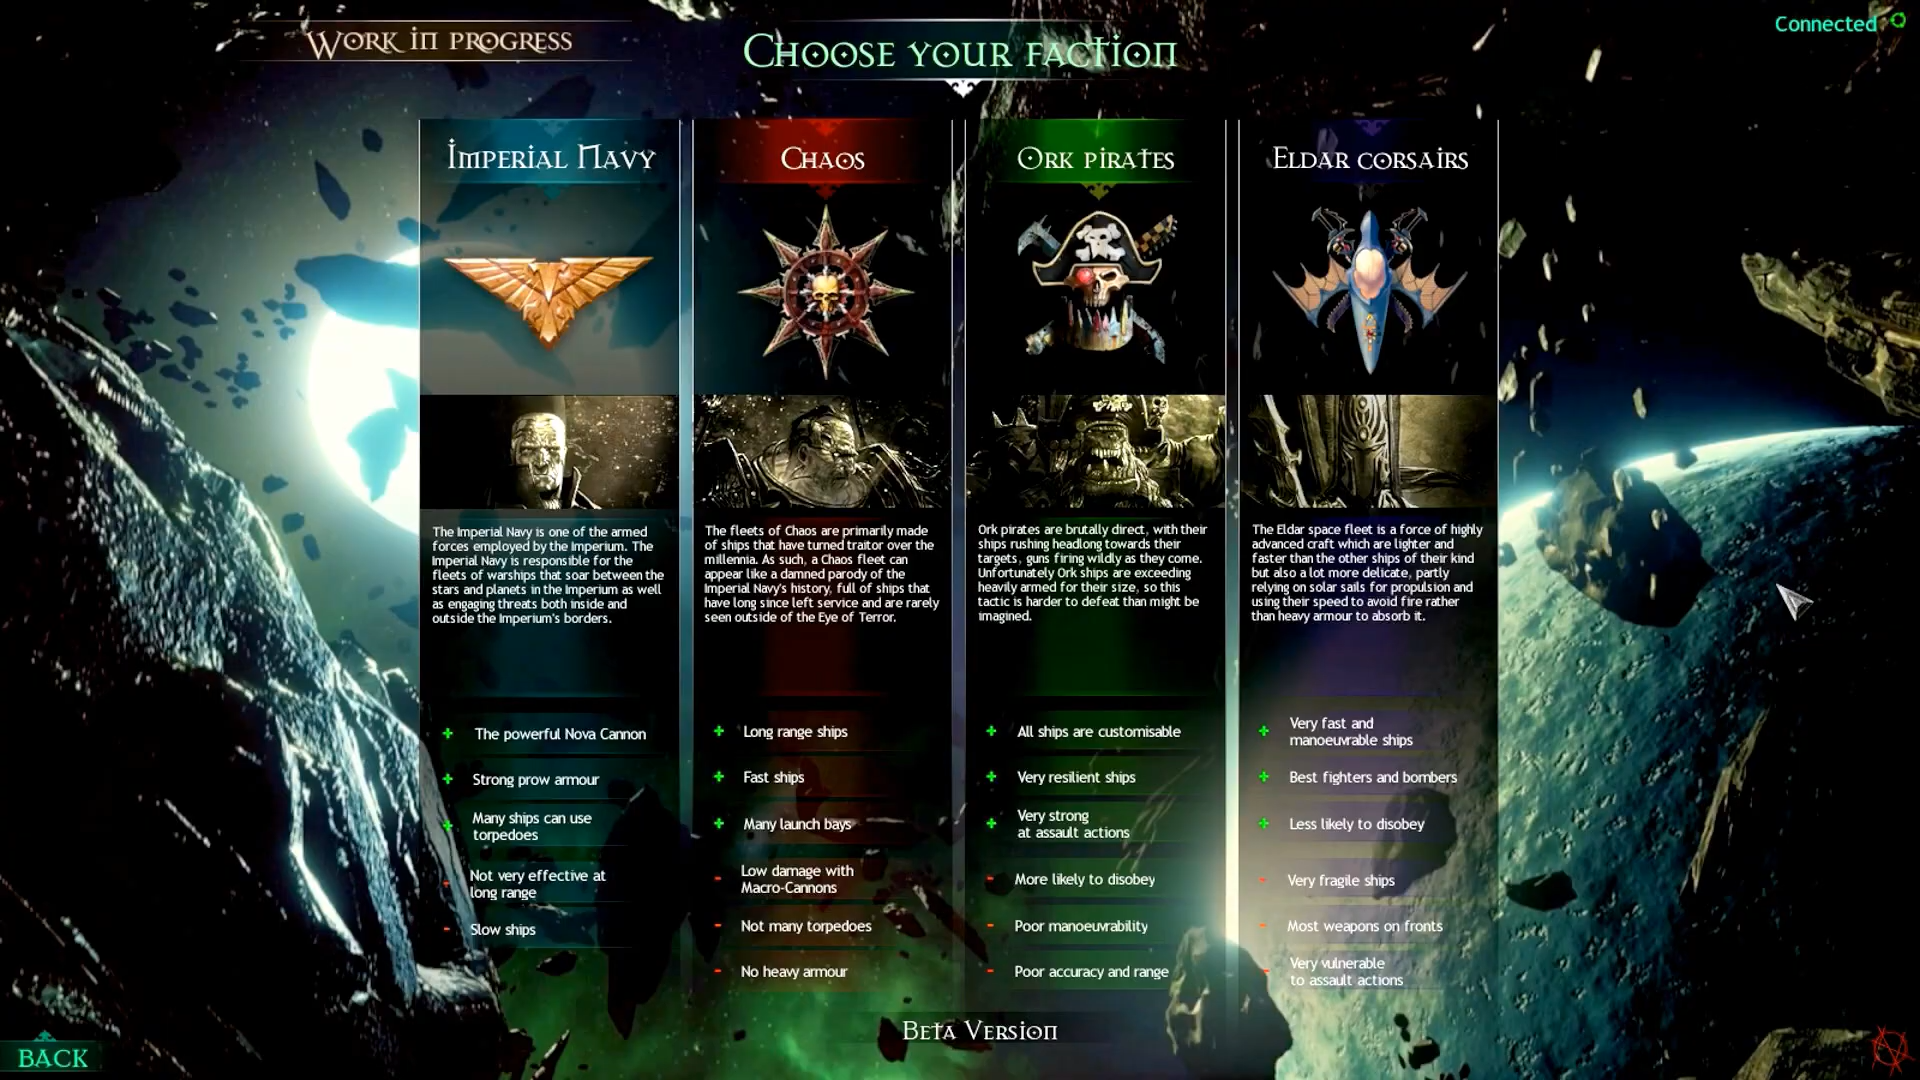 Work in progress
Choose your faction
Connected
Imperial Navy
The Imperial Navy is one of the armed
forces employed by the Imperium. The
Imperial Navy is responsible for the
fleets of warships that soar between the
stars and planets in the Imperium as well
as engaging threats both inside and
outside the Imperium's borders.
+ The powerful Nova Cannon
+ Strong prow armour
+ Many ships can use
torpedoes
- Not very effective at
long range
- Slow ships
Chaos
The fleets of Chaos are primarily made
of ships that have turned traitor over the
millennia. As such, a Chaos fleet can
appear like a damned parody of the
Imperial Navy's history, full of ships that
have long since left service and are rarely
seen outside of the Eye of Terror.
+ Long range ships
+ Fast ships
+ Many launch bays
- Low damage with
Macro-Cannons
- Not many torpedoes
- No heavy armour
Ork pirates
Ork pirates are brutally direct, with their
ships rushing headlong towards their
targets, guns firing wildly as they come.
Unfortunately Ork ships are exceeding
heavily armed for their size, so this
tactic is harder to defeat than might be
imagined.
+ All ships are customisable
+ Very resilient ships
+ Very strong
at assault actions
- More likely to disobey
- Poor manoeuvrability
- Poor accuracy and range
Eldar corsairs
The Eldar space fleet is a force of highly
advanced craft which are lighter and
faster than the other ships of their kind
but also a lot more delicate, partly
relying on solar sails for propulsion and
using their speed to avoid fire rather
than heavy armour to absorb it.
+ Very fast and
manoeuvrable ships
+ Best fighters and bombers
+ Less likely to disobey
- Very fragile ships
- Most weapons on fronts
- Very vulnerable
to assault actions
Beta Version
BACK